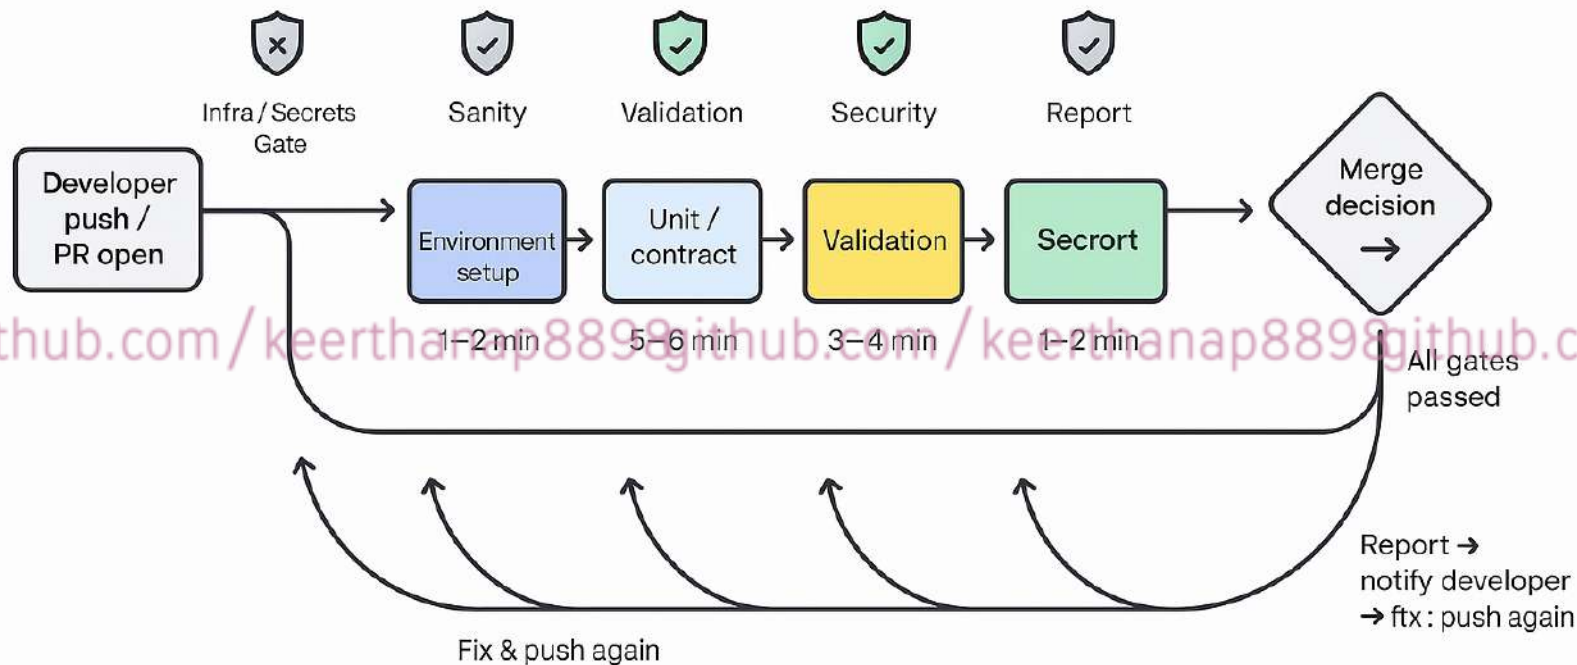 Infra / Secrets
Gate
Sanity
Validation
Security
Report
Developer
push /
PR open
Environment
setup
Unit /
contract
Validation
Secrort
Merge
decision
→
1–2 min
5–6 min
3–4 min
1–2 min
github.com/keerthanap8898github.com/keerthanap8898github.c
All gates
passed
Report →
notify developer
→ ftx : push again
Fix & push again